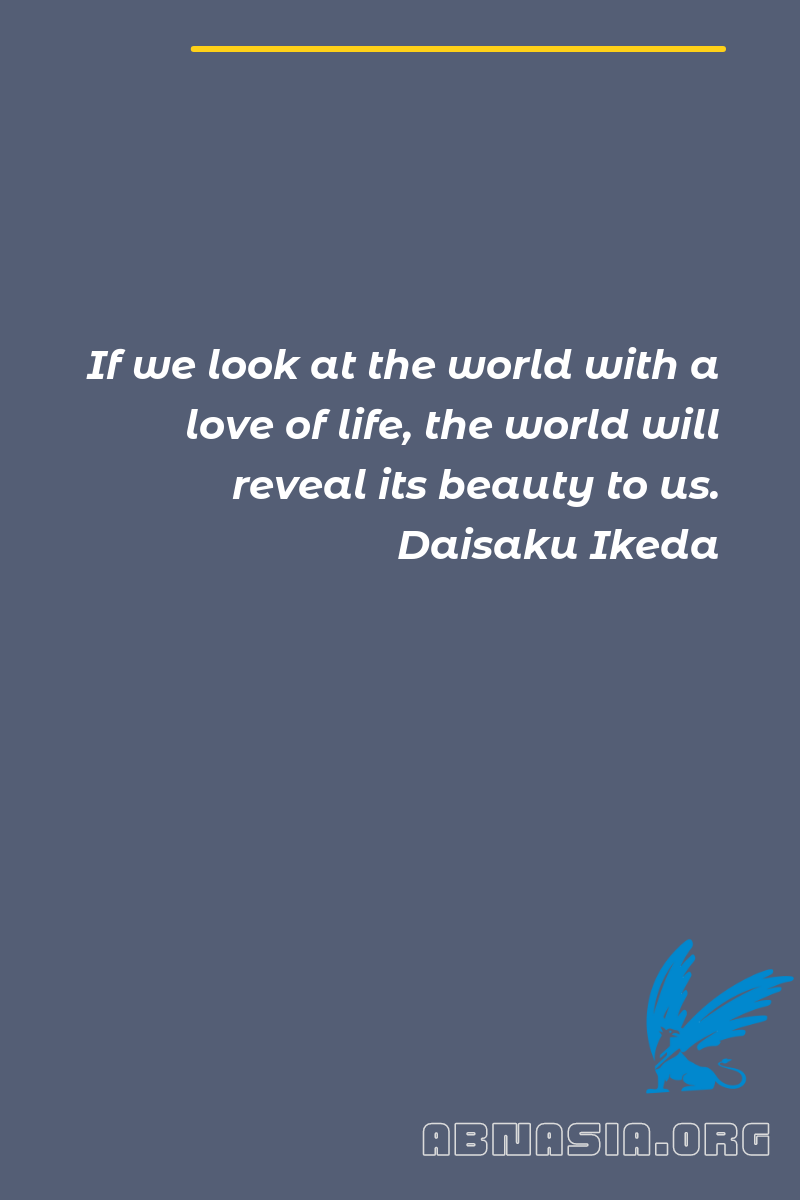 If we look at the world with a
love of life, the world will
reveal its beauty to us.
Daisaku Ikeda
ABNASIA.ORG